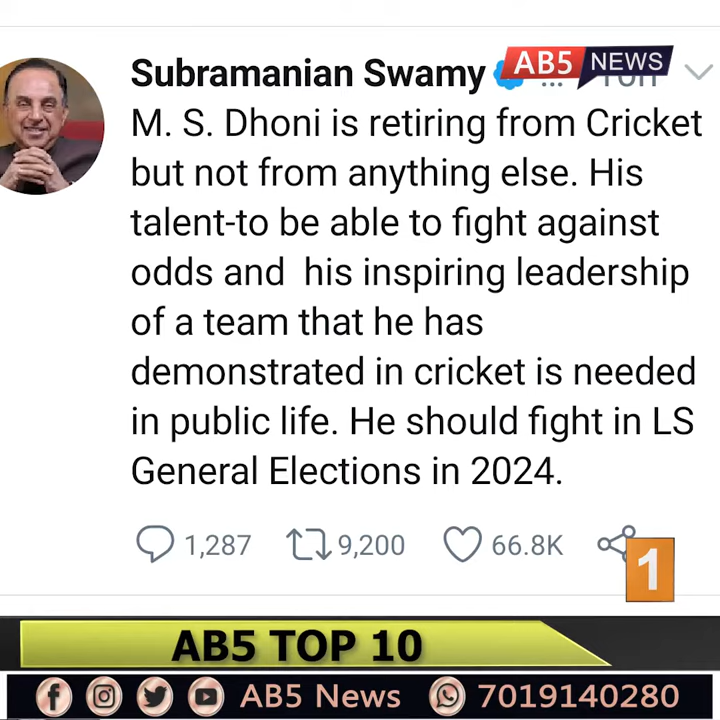 Subramanian Swamy
AB5 NEWS
M. S. Dhoni is retiring from Cricket
but not from anything else. His
talent-to be able to fight against
odds and his inspiring leadership
of a team that he has
demonstrated in cricket is needed
in public life. He should fight in LS
General Elections in 2024.
1,287 9,200 66.8K
1
AB5 TOP 10
AB5 News 7019140280